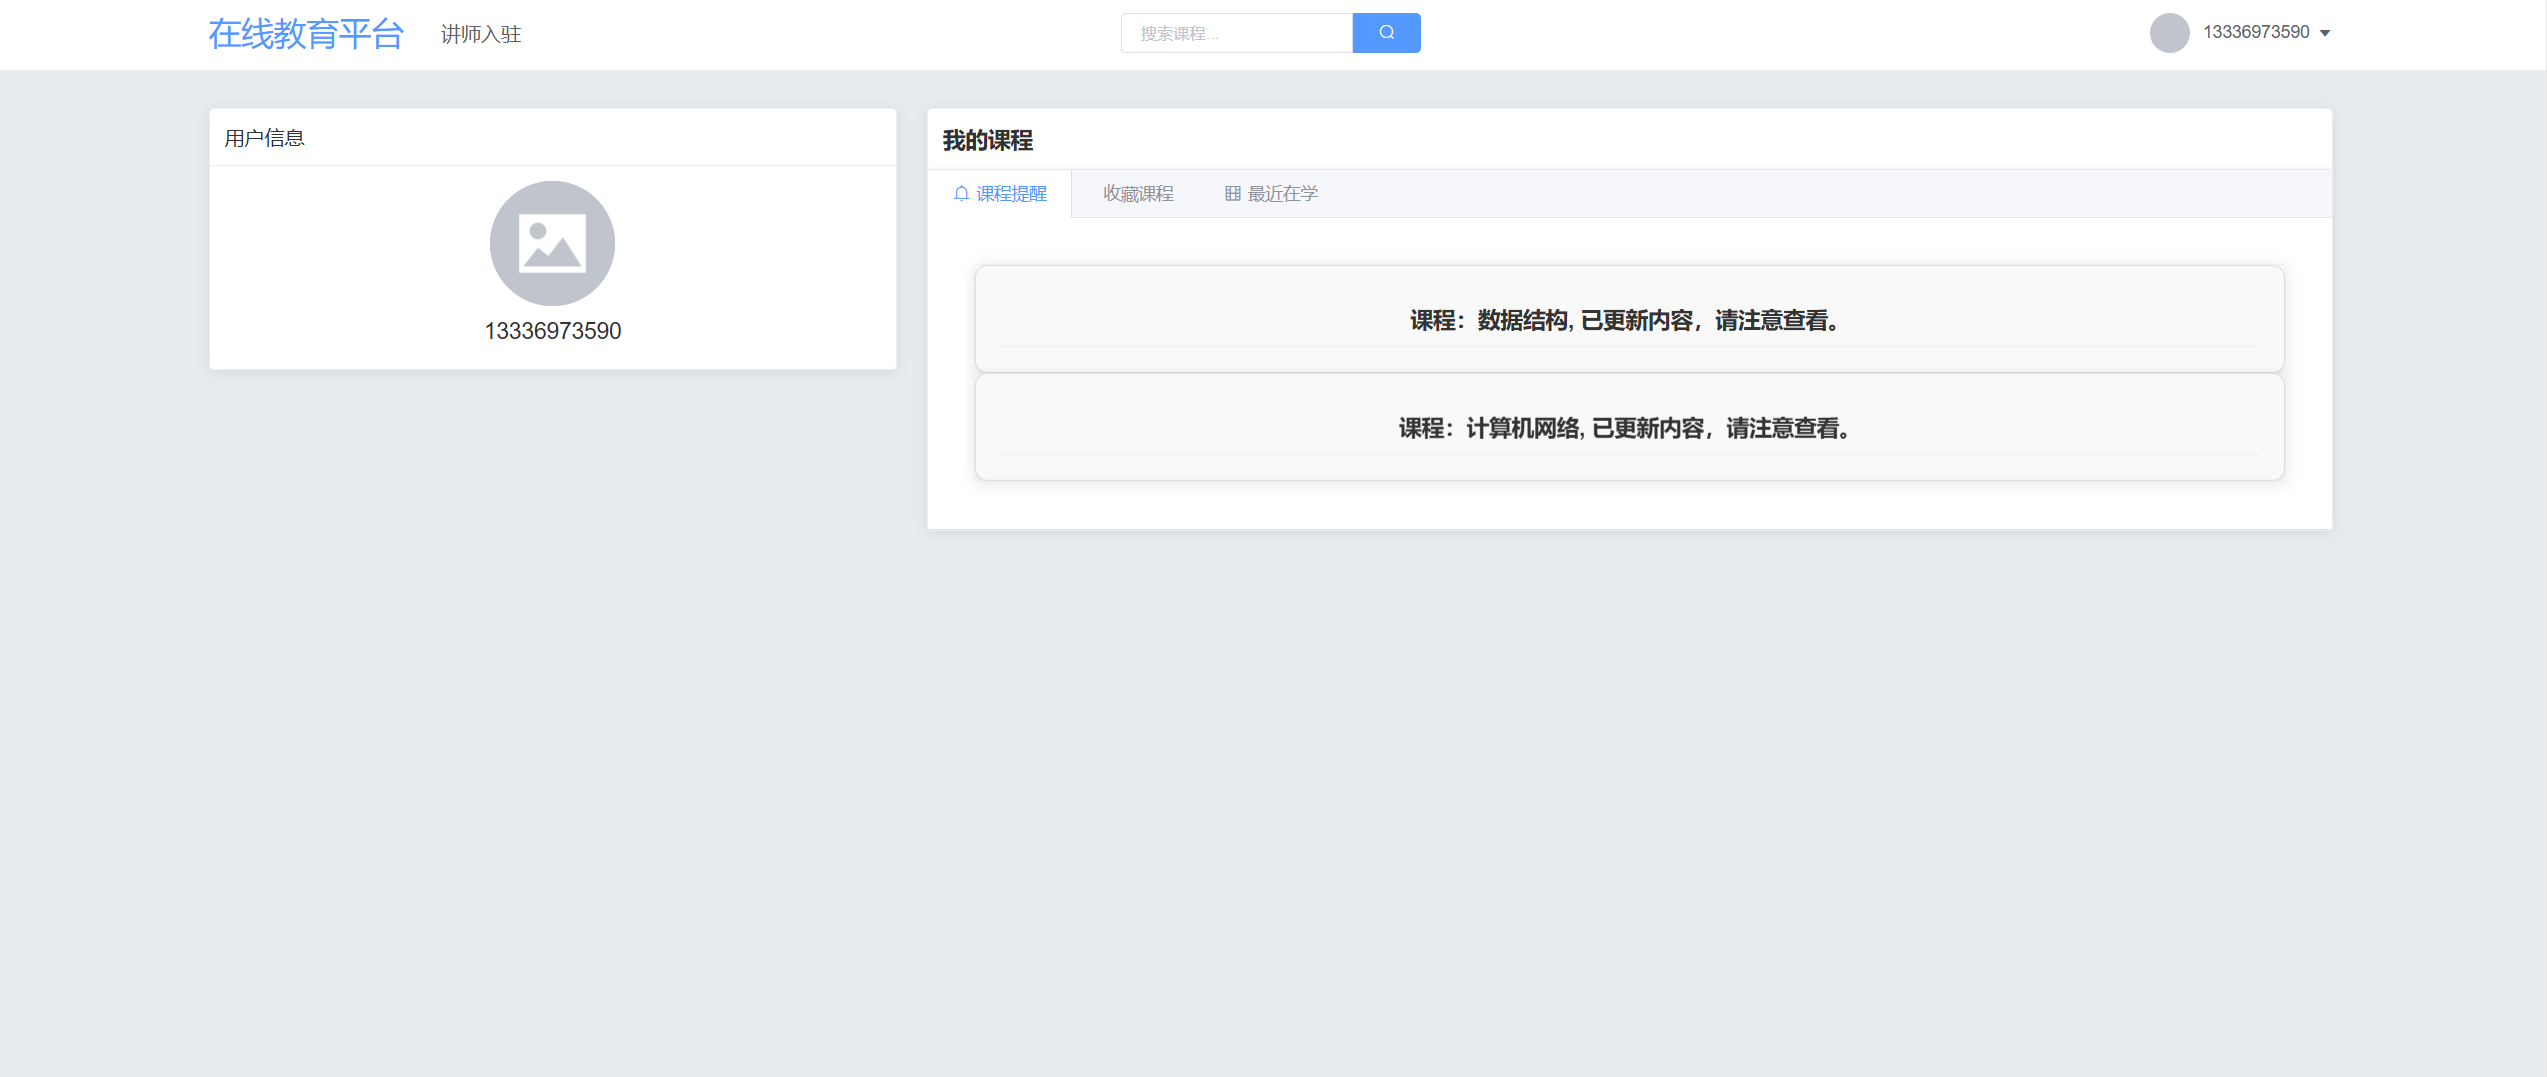 在线教育平台
讲师入驻
搜索课程...
13336973590
用户信息
13336973590
我的课程
课程提醒
收藏课程
最近在学
课程：数据结构, 已更新内容，请注意查看。
课程：计算机网络, 已更新内容，请注意查看。